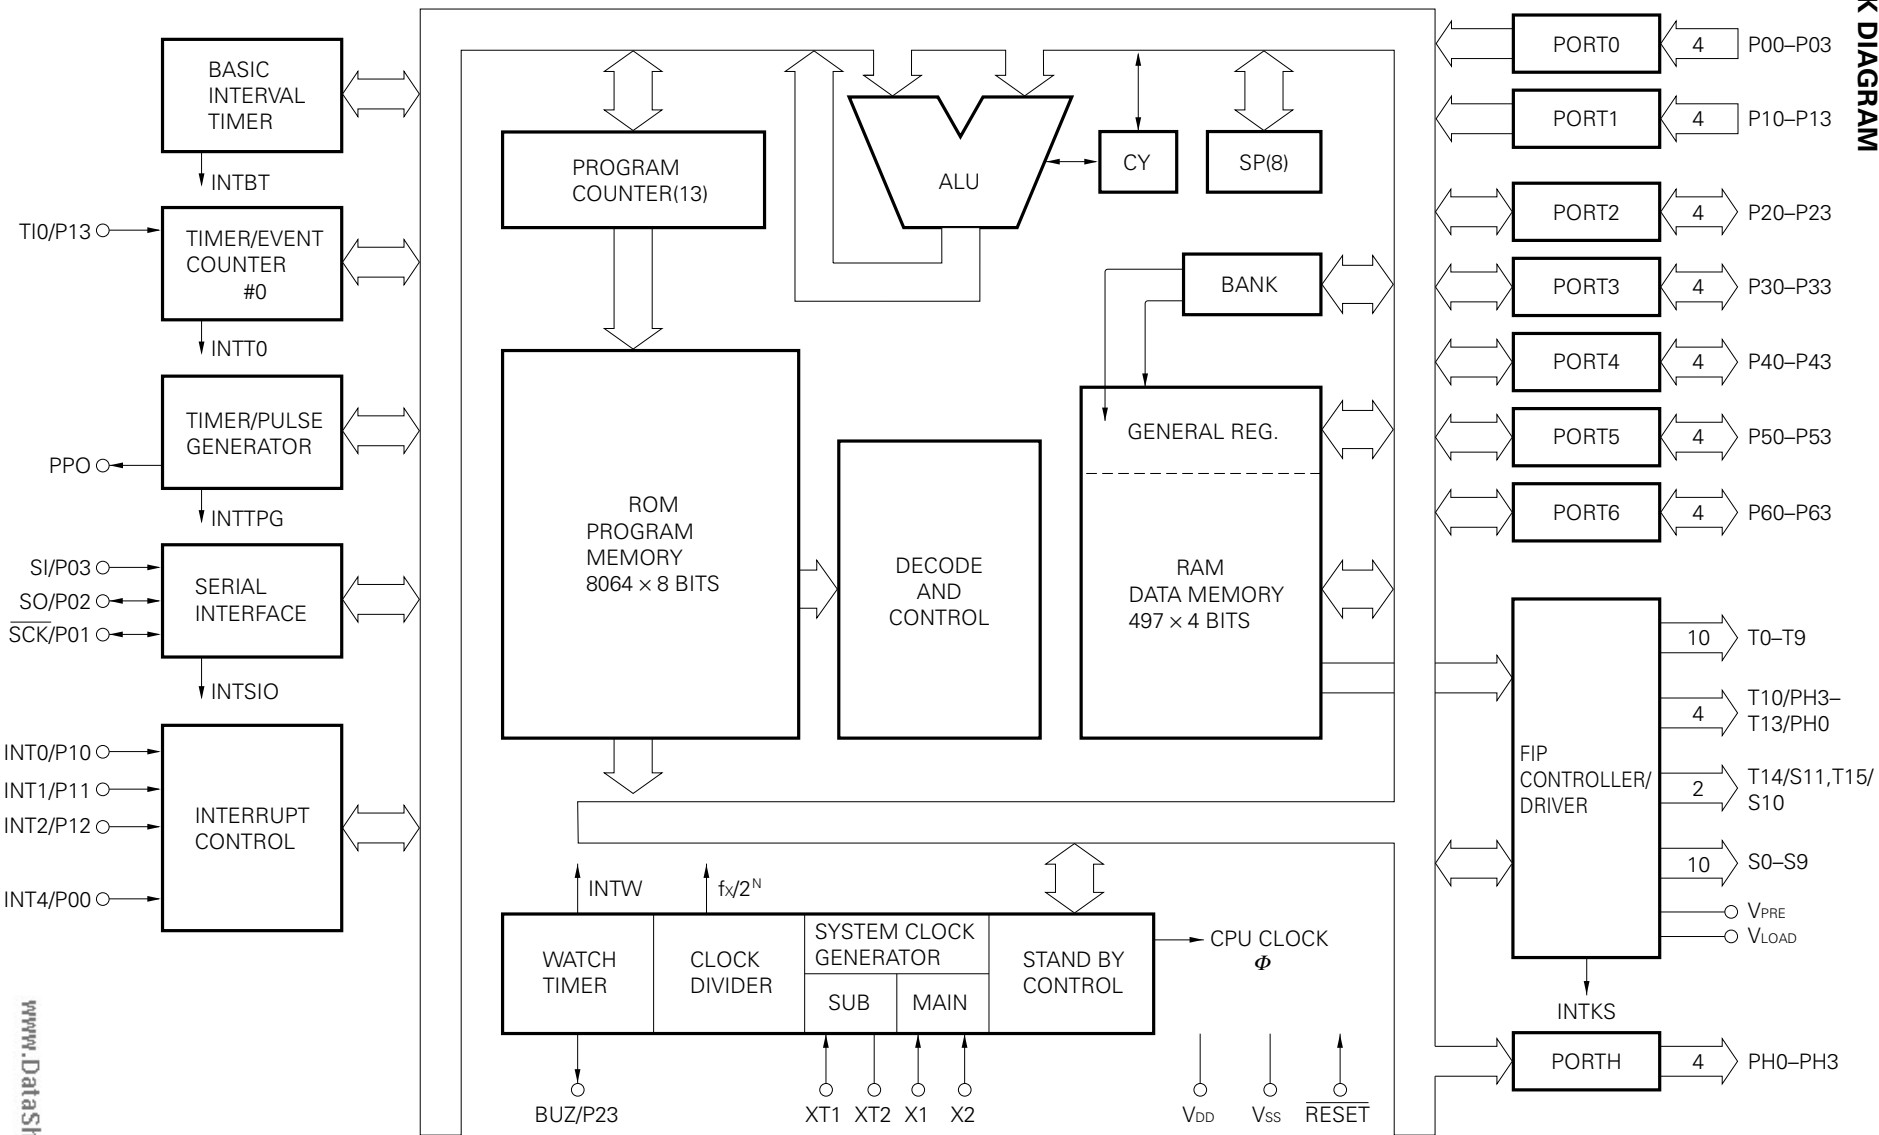 K DIAGRAM
BASIC
INTERVAL
TIMER
INTBT
TI0/P13
TIMER/EVENT
COUNTER
#0
INTT0
TIMER/PULSE
GENERATOR
PPO
INTTPG
SI/P03
SO/P02
SCK/P01
SERIAL
INTERFACE
INTSIO
INT0/P10
INT1/P11
INT2/P12
INT4/P00
INTERRUPT
CONTROL
PROGRAM
COUNTER(13)
ALU
CY
SP(8)
BANK
ROM
PROGRAM
MEMORY
8064 × 8 BITS
DECODE
AND
CONTROL
GENERAL REG.
RAM
DATA MEMORY
497 × 4 BITS
INTW
fX/2N
WATCH
TIMER
CLOCK
DIVIDER
SYSTEM CLOCK
GENERATOR
SUB
MAIN
STAND BY
CONTROL
CPU CLOCK
Φ
BUZ/P23
XT1
XT2
X1
X2
VDD
VSS
RESET
PORT0
4
P00–P03
PORT1
4
P10–P13
PORT2
4
P20–P23
PORT3
4
P30–P33
PORT4
4
P40–P43
PORT5
4
P50–P53
PORT6
4
P60–P63
FIP
CONTROLLER/
DRIVER
10
T0–T9
4
T10/PH3–
T13/PH0
2
T14/S11,T15/
S10
10
S0–S9
VPRE
VLOAD
INTKS
PORTH
4
PH0–PH3
www.DataSh